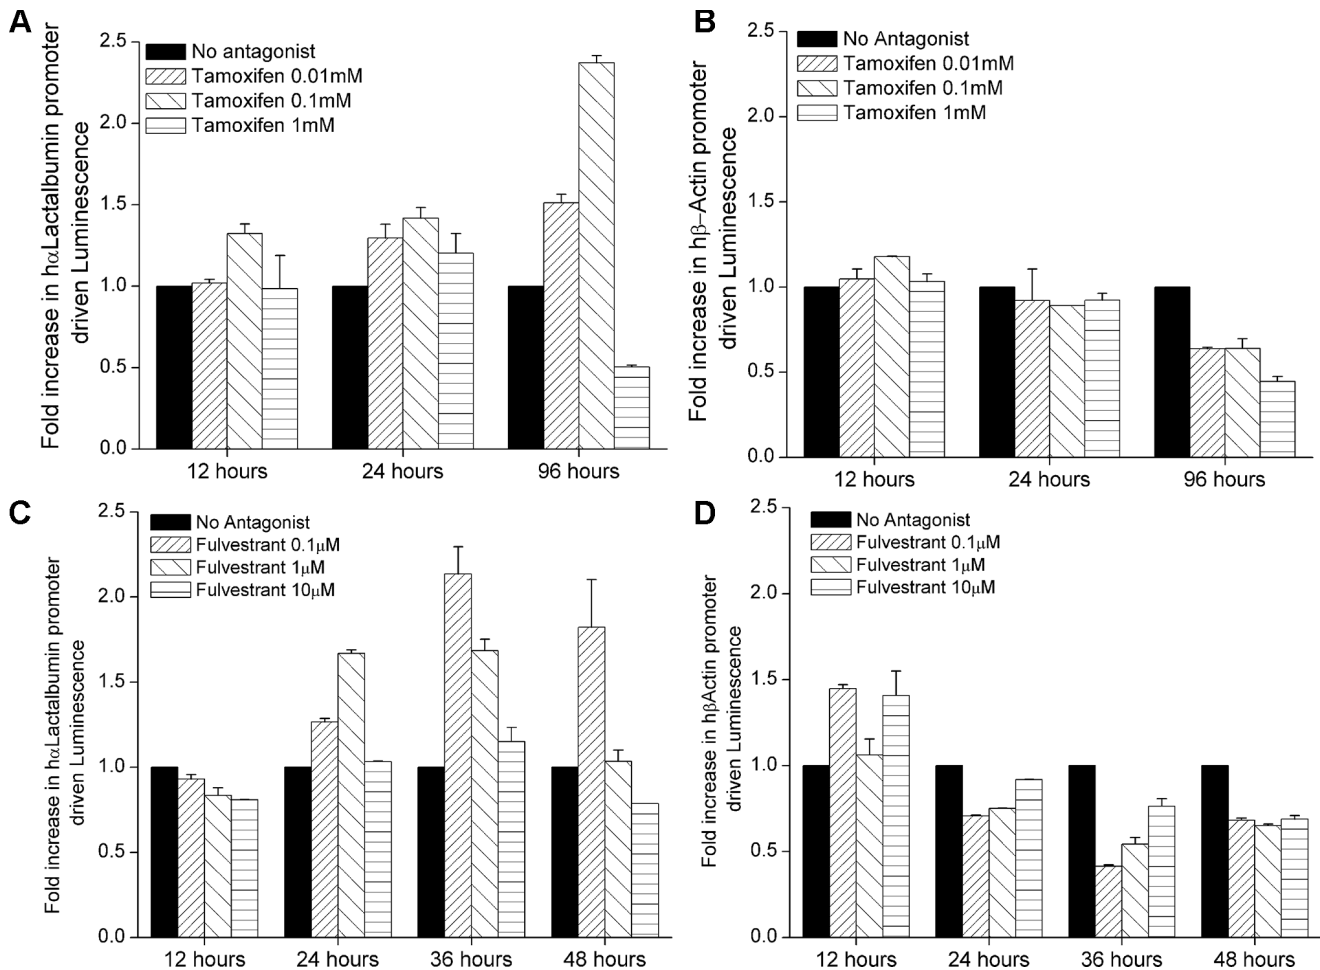 A
Fold increase in hαLactalbumin promoter
driven Luminescence
2.5
2.0
1.5
1.0
0.5
0.0
No antagonist
Tamoxifen 0.01mM
Tamoxifen 0.1mM
Tamoxifen 1mM
12 hours
24 hours
96 hours
B
Fold increase in hβ–Actin promoter
driven Luminescence
2.5
2.0
1.5
1.0
0.5
0.0
No Antagonist
Tamoxifen 0.01mM
Tamoxifen 0.1mM
Tamoxifen 1mM
12 hours
24 hours
96 hours
C
Fold increase in hαLactalbumin promoter
driven Luminescence
2.5
2.0
1.5
1.0
0.5
0.0
No Antagonist
Fulvestrant 0.1μM
Fulvestrant 1μM
Fulvestrant 10μM
12 hours
24 hours
36 hours
48 hours
D
Fold increase in hβActin promoter
driven Luminescence
2.5
2.0
1.5
1.0
0.5
0.0
No Antagonist
Fulvestrant 0.1μM
Fulvestrant 1μM
Fulvestrant 10μM
12 hours
24 hours
36 hours
48 hours